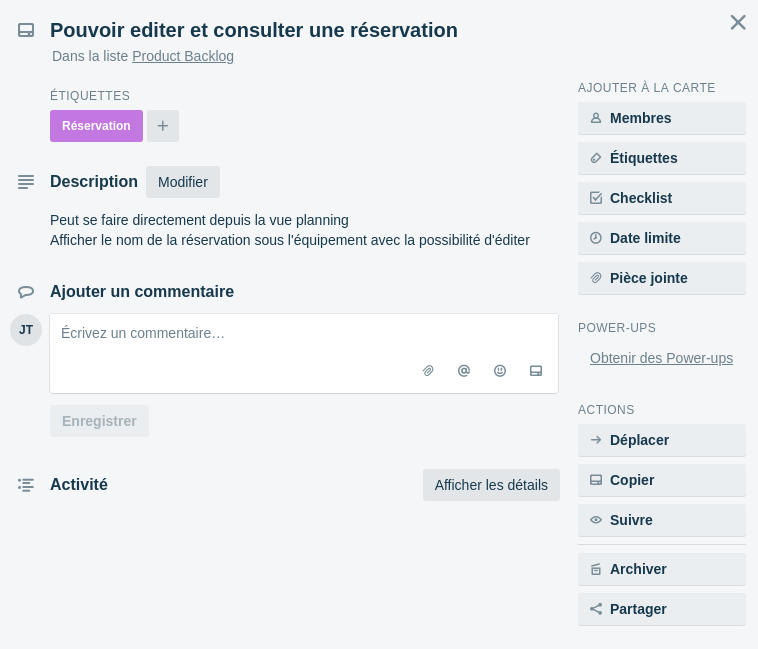 Pouvoir editer et consulter une réservation
Dans la liste Product Backlog
ÉTIQUETTES
Réservation
+
Description
Modifier
Peut se faire directement depuis la vue planning
Afficher le nom de la réservation sous l'équipement avec la possibilité d'éditer
Ajouter un commentaire
JT
Écrivez un commentaire…
Enregistrer
Activité
Afficher les détails
AJOUTER À LA CARTE
Membres
Étiquettes
Checklist
Date limite
Pièce jointe
POWER-UPS
Obtenir des Power-ups
ACTIONS
Déplacer
Copier
Suivre
Archiver
Partager